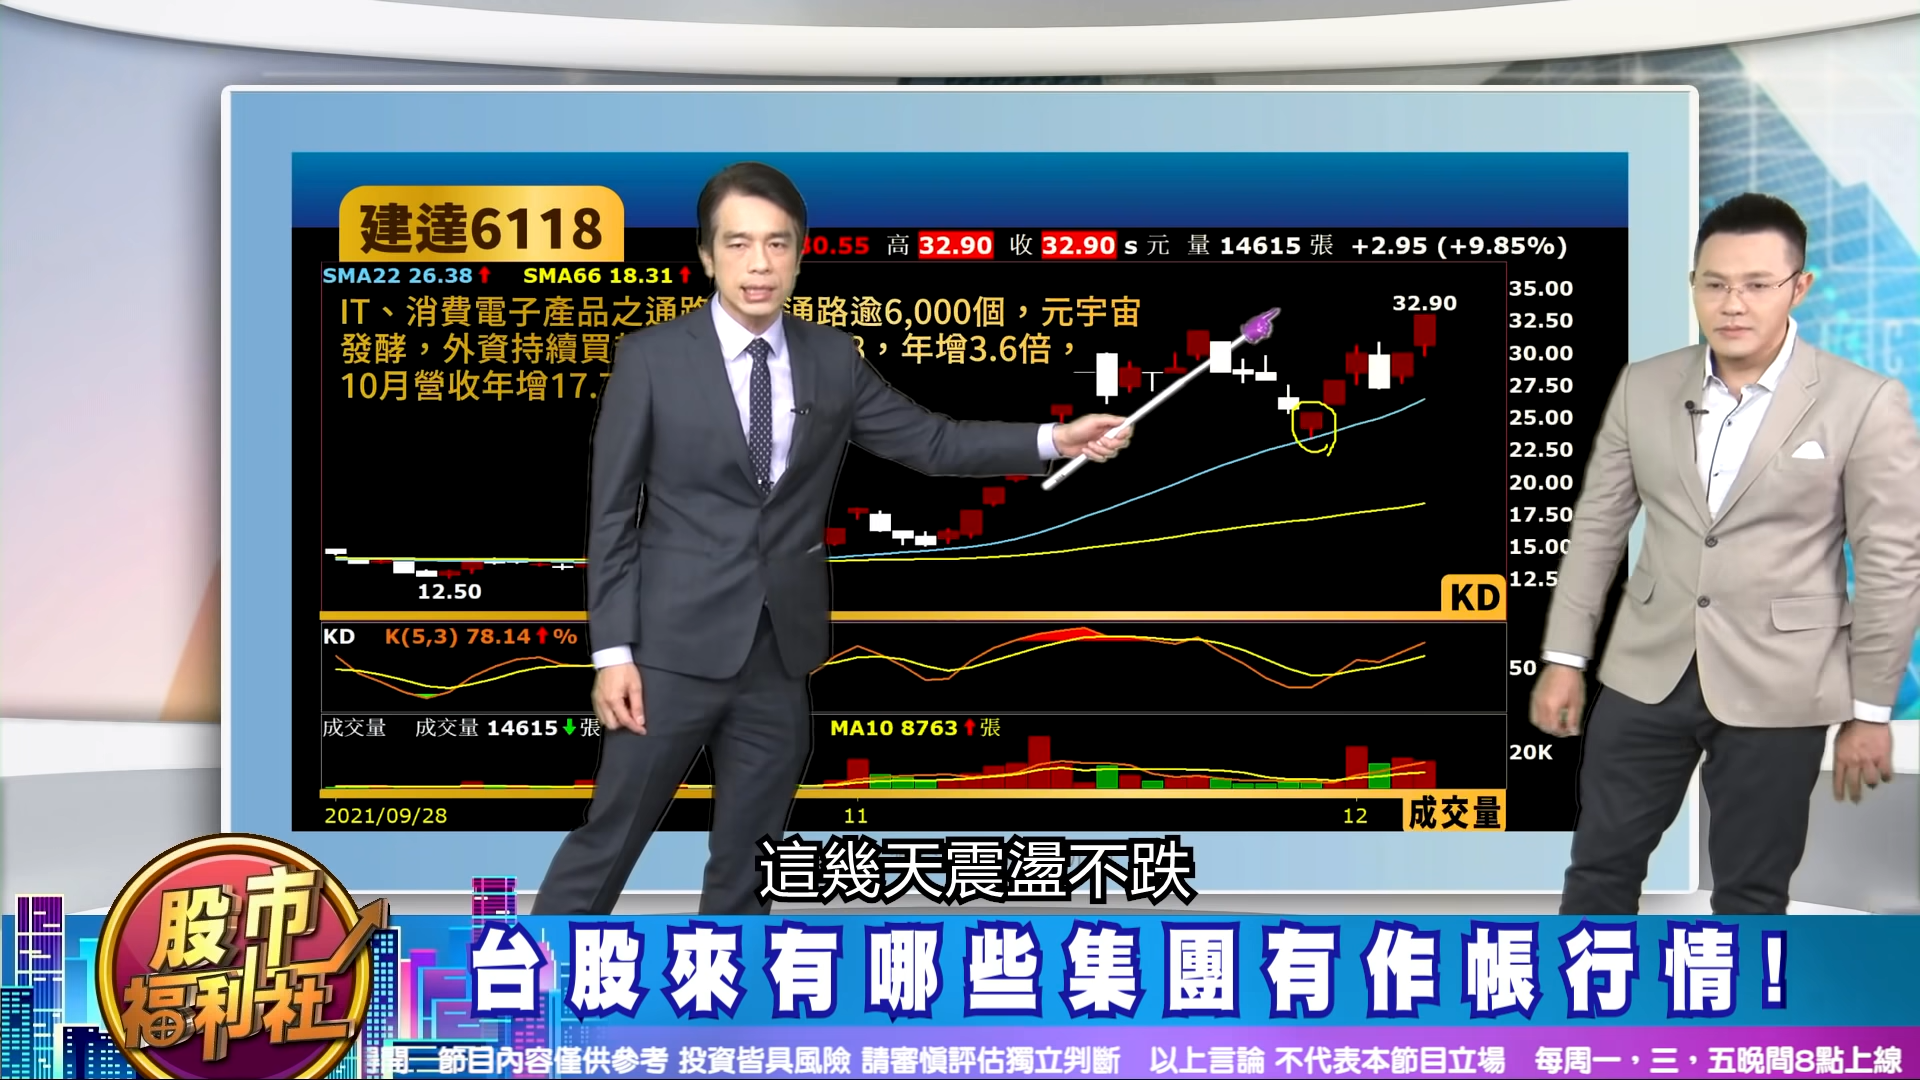 建達6118
30.55 高 32.90 收 32.90 s 元 量 14615 張 +2.95 (+9.85%)
SMA22 26.38 SMA66 18.31
IT、消費電子產品之通路 通路逾6,000個，元宇宙
發酵，外資持續買 3，年增3.6倍，
10月營收年增17.
32.90
35.00
32.50
30.00
27.50
25.00
22.50
20.00
17.50
15.00
12.5
12.50
KD
KD K(5,3) 78.14 %
50
成交量 成交量 14615 張 MA10 8763 張
20K
2021/09/28 11 12
成交量
這幾天震盪不跌
股市
福利社
台股來有哪些集團有作帳行情!
節目內容僅供參考 投資皆具風險 請審慎評估獨立判斷 以上言論 不代表本節目立場 每周一，三，五晚間8點上線